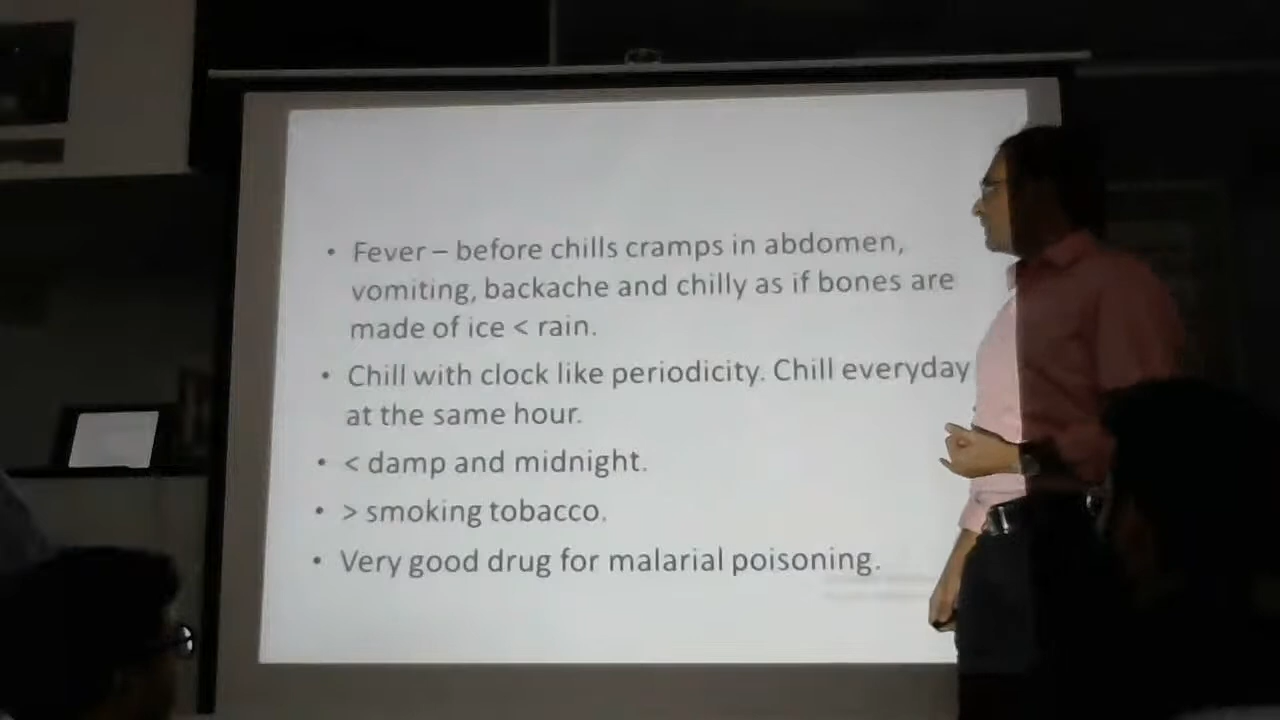 • Fever – before chills cramps in abdomen,
vomiting, backache and chilly as if bones are
made of ice < rain.
• Chill with clock like periodicity. Chill everyday
at the same hour.
• < damp and midnight.
• > smoking tobacco.
• Very good drug for malarial poisoning.